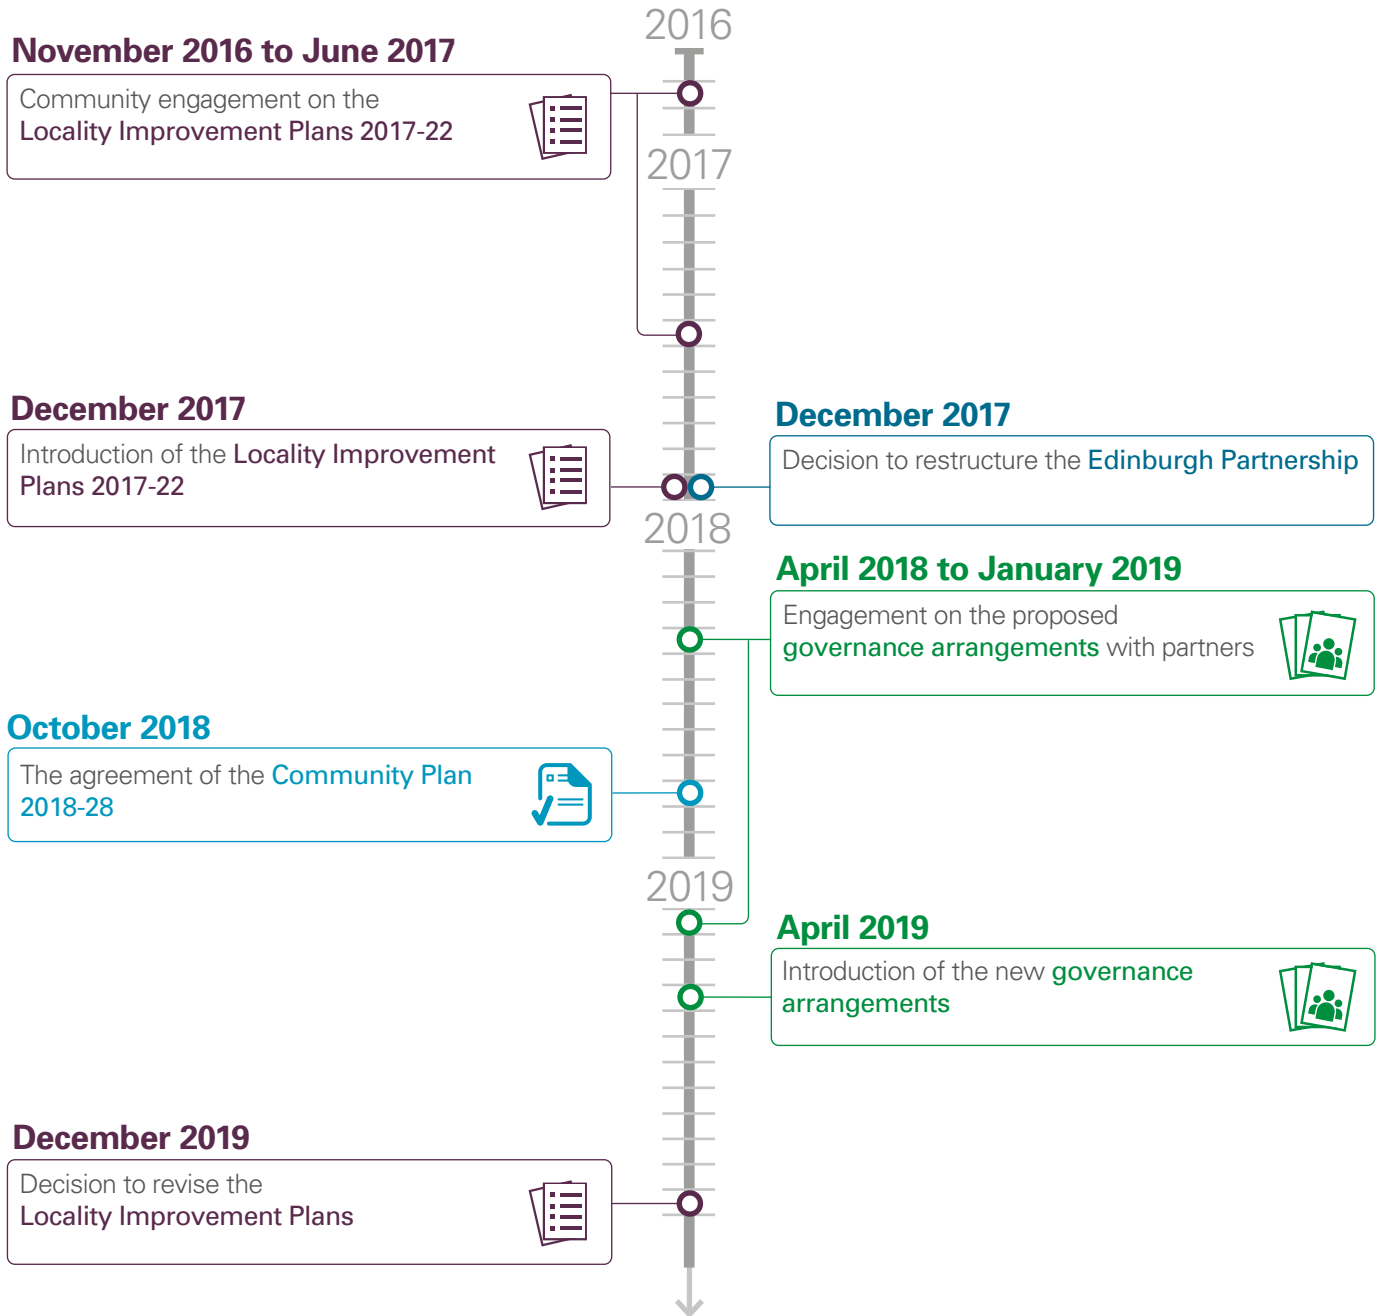 2016
November 2016 to June 2017
Community engagement on the
Locality Improvement Plans 2017-22
2017
December 2017
Introduction of the Locality Improvement
Plans 2017-22
December 2017
Decision to restructure the Edinburgh Partnership
2018
April 2018 to January 2019
Engagement on the proposed
governance arrangements with partners
October 2018
The agreement of the Community Plan
2018-28
2019
April 2019
Introduction of the new governance
arrangements
December 2019
Decision to revise the
Locality Improvement Plans